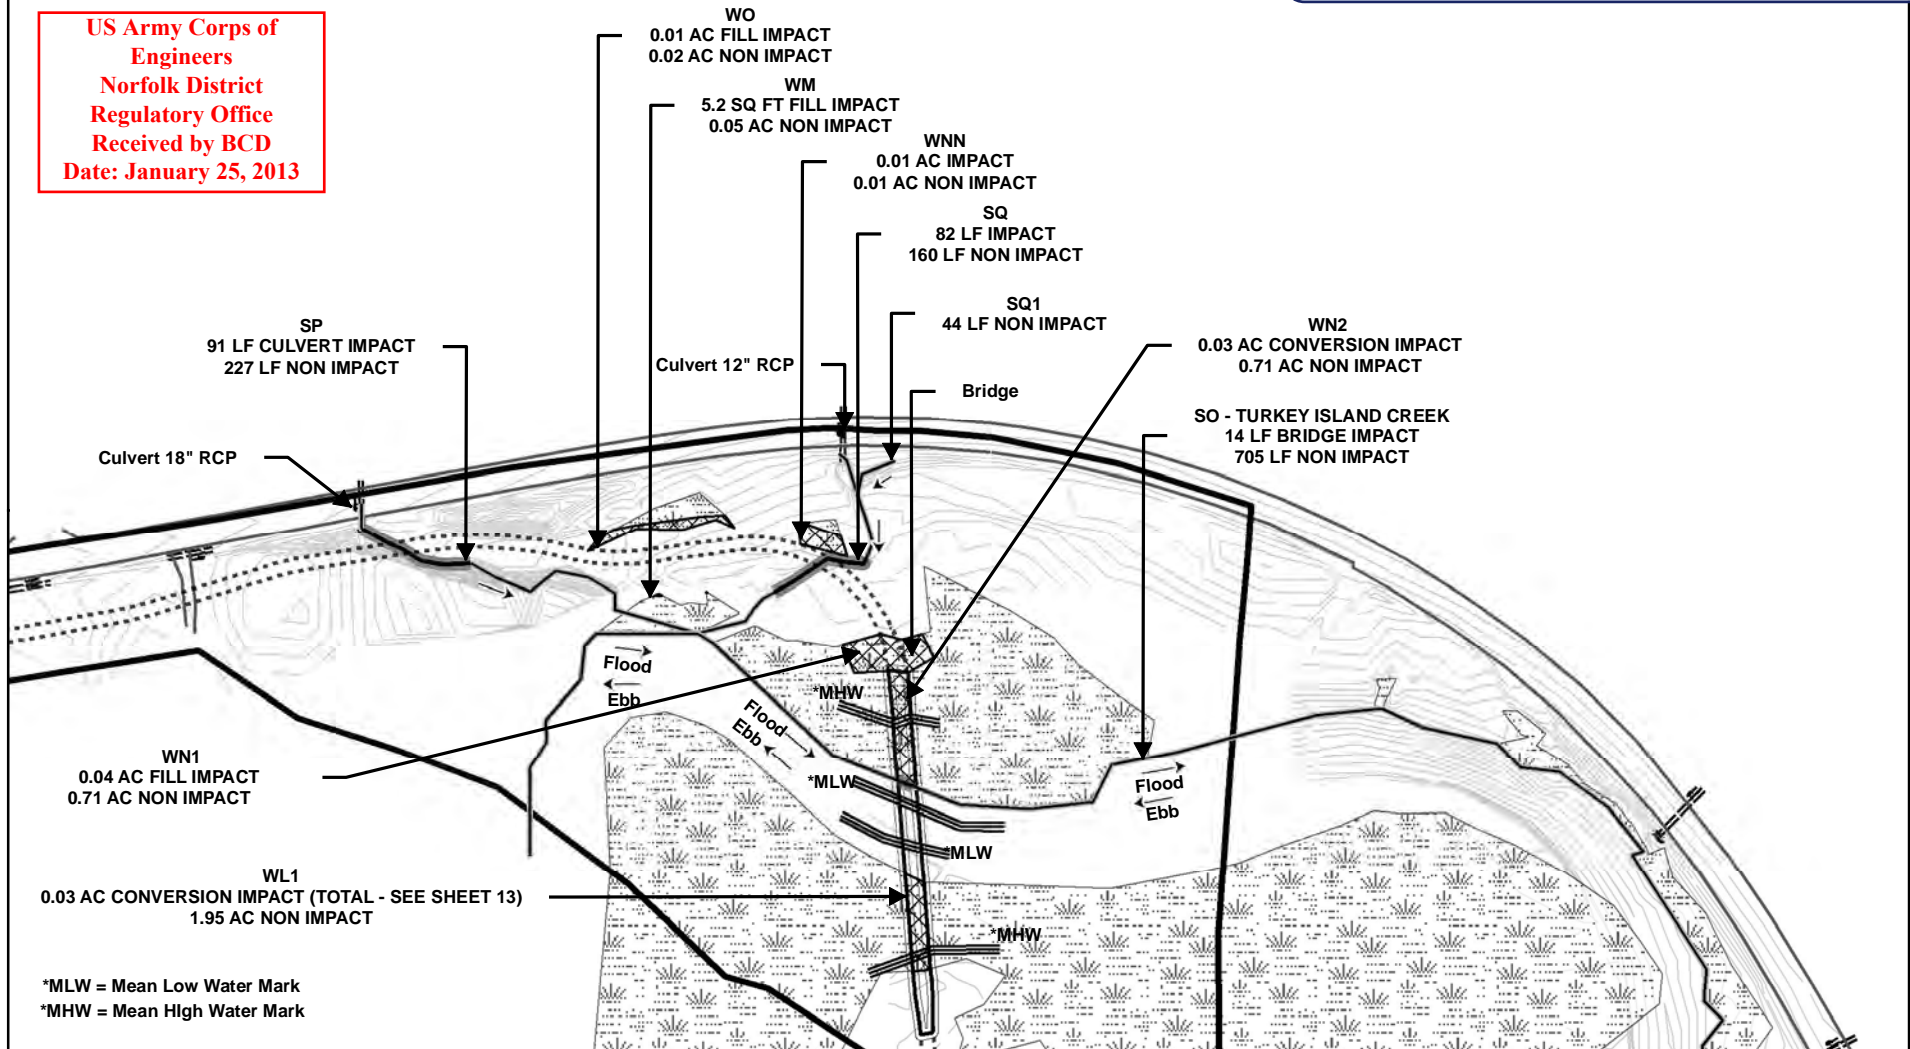 US Army Corps of
Engineers
Norfolk District
Regulatory Office
Received by BCD
Date: January 25, 2013
WO
0.01 AC FILL IMPACT
0.02 AC NON IMPACT
WM
5.2 SQ FT FILL IMPACT
0.05 AC NON IMPACT
WNN
0.01 AC IMPACT
0.01 AC NON IMPACT
SQ
82 LF IMPACT
160 LF NON IMPACT
SQ1
44 LF NON IMPACT
SP
91 LF CULVERT IMPACT
227 LF NON IMPACT
Culvert 12" RCP
Bridge
WN2
0.03 AC CONVERSION IMPACT
0.71 AC NON IMPACT
SO - TURKEY ISLAND CREEK
14 LF BRIDGE IMPACT
705 LF NON IMPACT
Culvert 18" RCP
Flood
Ebb
*MHW
Flood
Ebb
*MLW
Flood
Ebb
*MLW
WN1
0.04 AC FILL IMPACT
0.71 AC NON IMPACT
WL1
0.03 AC CONVERSION IMPACT (TOTAL - SEE SHEET 13)
1.95 AC NON IMPACT
*MHW
*MLW = Mean Low Water Mark
*MHW = Mean HIgh Water Mark